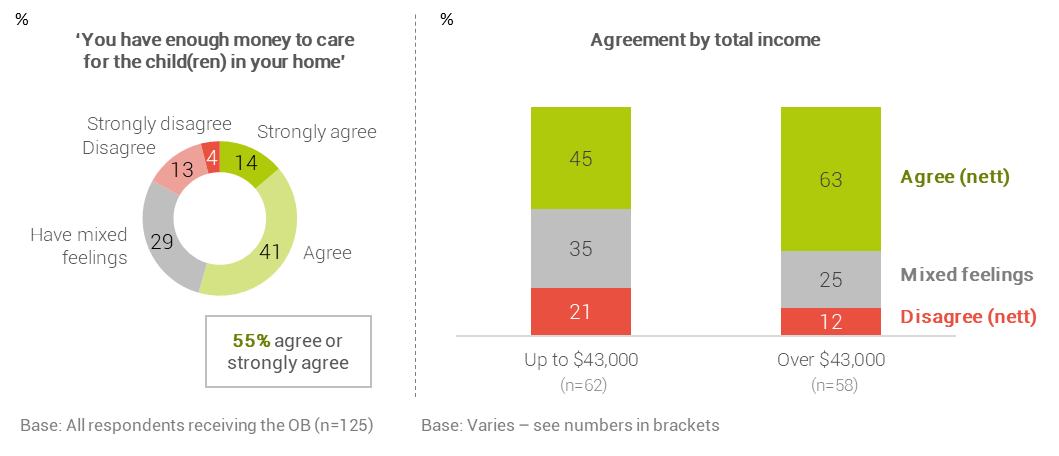 %
‘You have enough money to care
for the child(ren) in your home’
Strongly disagree
Strongly agree
Disagree
4
14
13
Have mixed
feelings
29
41
Agree
55% agree or
strongly agree
Base: All respondents receiving the OB (n=125)
%
Agreement by total income
45
63
Agree (nett)
35
25
Mixed feelings
21
12
Disagree (nett)
Up to $43,000
(n=62)
Over $43,000
(n=58)
Base: Varies – see numbers in brackets